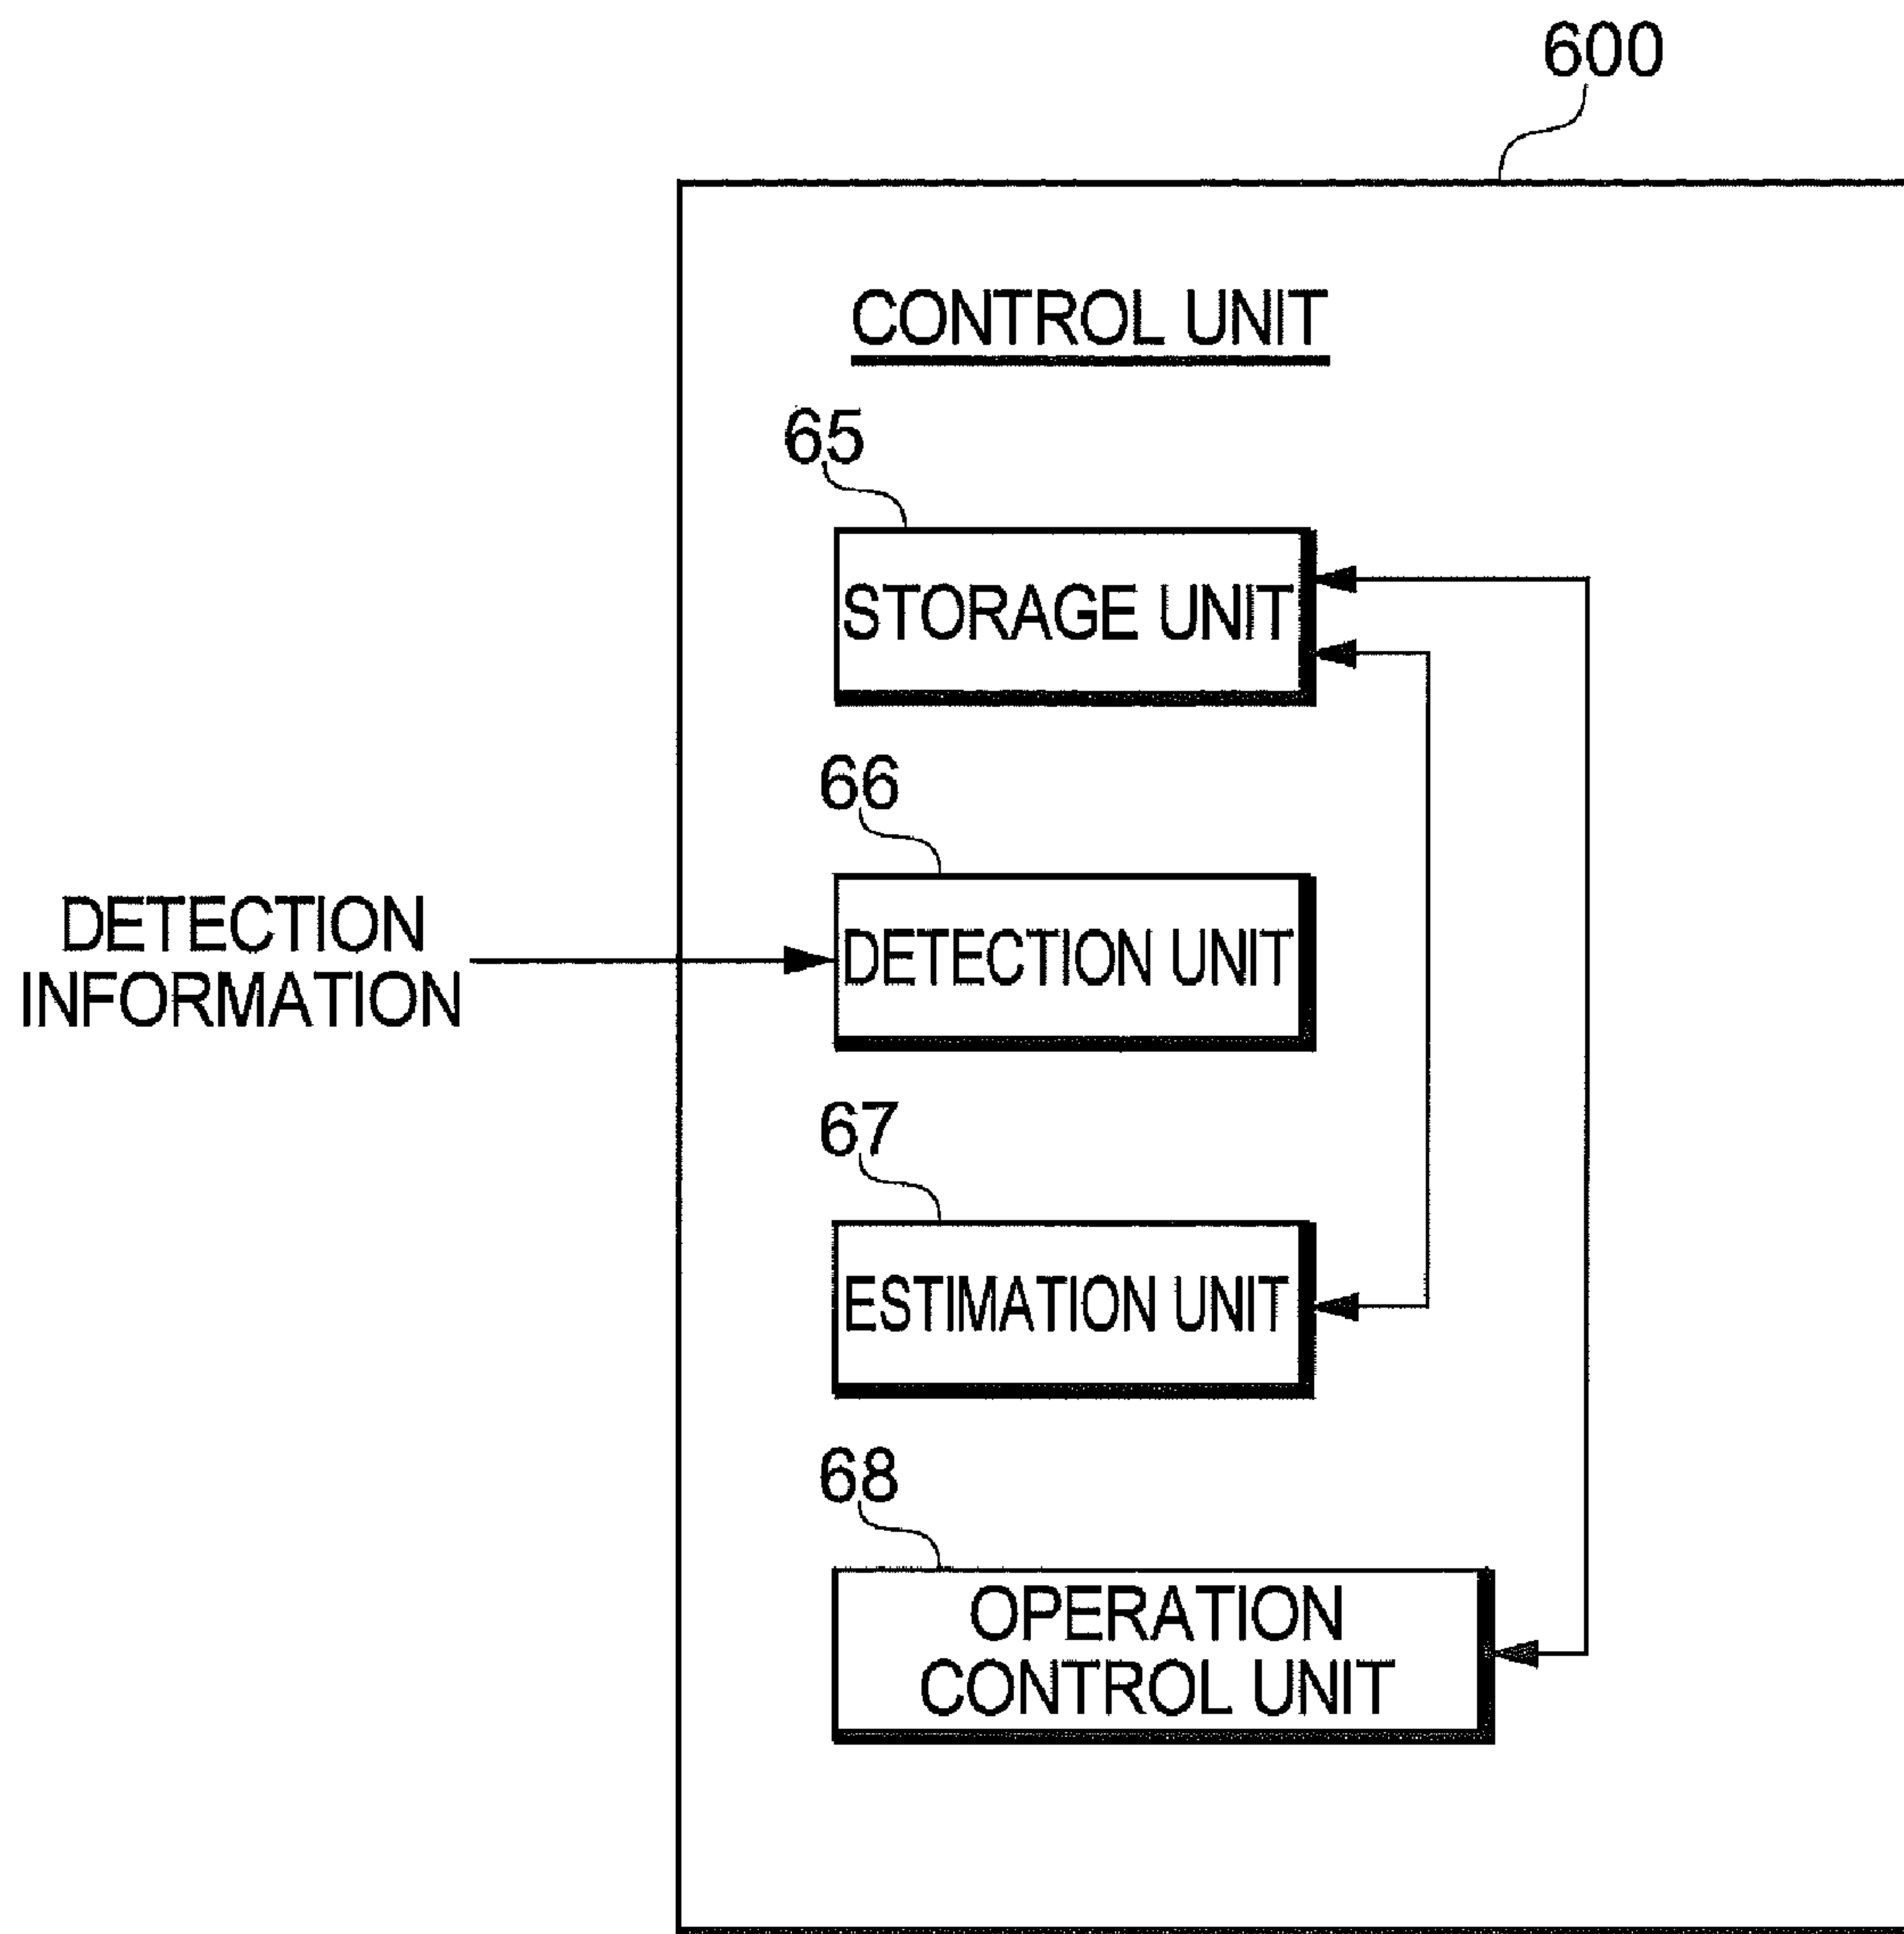 600
CONTROL UNIT
65
STORAGE UNIT
66
DETECTION
INFORMATION
DETECTION UNIT
67
ESTIMATION UNIT
68
OPERATION
CONTROL UNIT